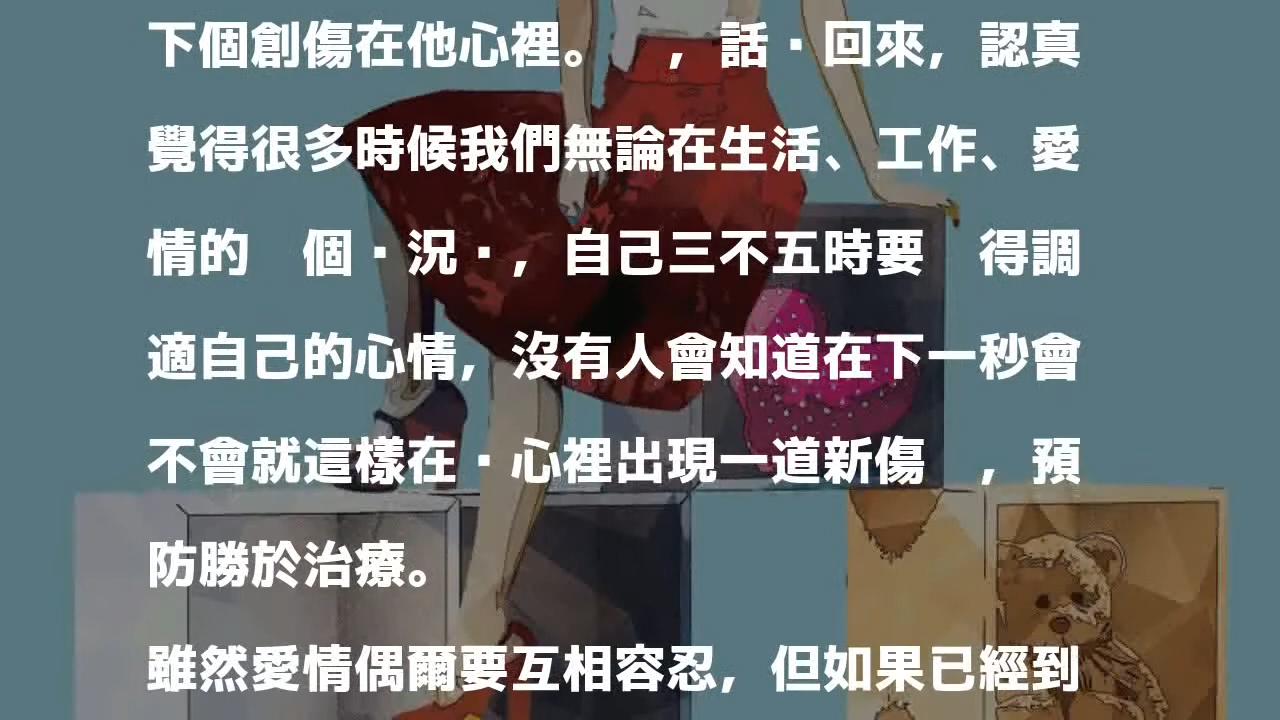 下個創傷在他心裡。　，話·回來，認真
覺得很多時候我們無論在生活、工作、愛
情的　個·況·，自己三不五時要　得調
適自己的心情，沒有人會知道在下一秒會
不會就這樣在·心裡出現一道新傷　，預
防勝於治療。
雖然愛情偶爾要互相容忍，但如果已經到